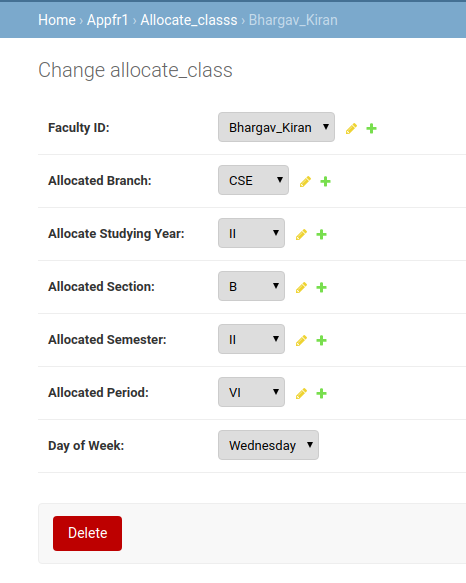 Home › Appfr1 › Allocate_classs › Bhargav_Kiran
Change allocate_class
Faculty ID: Bhargav_Kiran
Allocated Branch: CSE
Allocate Studying Year: II
Allocated Section: B
Allocated Semester: II
Allocated Period: VI
Day of Week: Wednesday
Delete